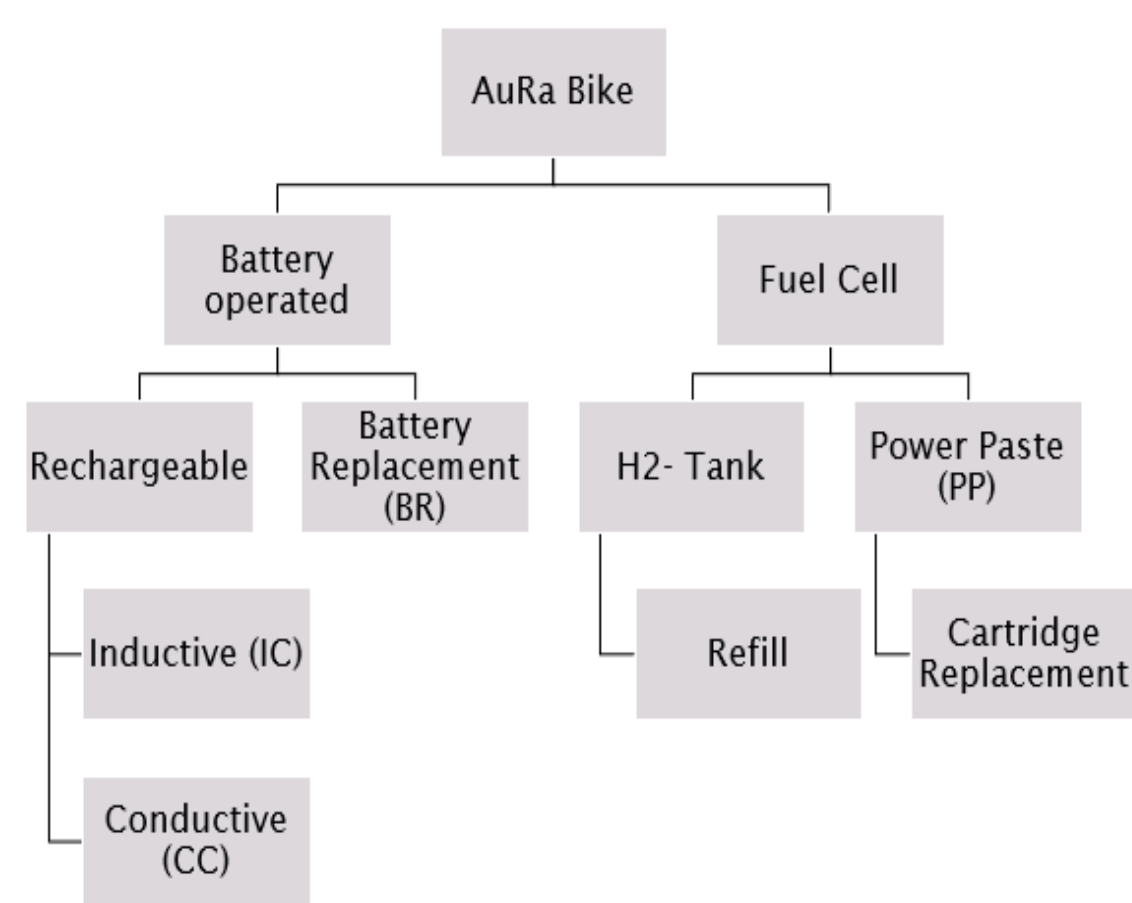 AuRa Bike
Battery
operated
Fuel Cell
Rechargeable
Battery
Replacement
(BR)
H2- Tank
Power Paste
(PP)
Inductive (IC)
Refill
Cartridge
Replacement
Conductive
(CC)